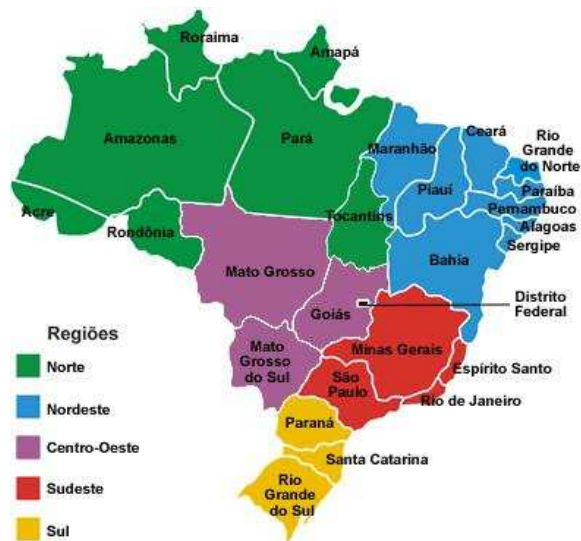 Roraima
Amapá
Amazonas
Pará
Maranhão
Ceará
Rio
Grande
do Norte
Piauí
Paraíba
Pernambuco
Alagoas
Sergipe
Acre
Rondônia
Tocantins
Bahia
Mato Grosso
Goiás
Distrito
Federal
Mato
Grosso
do Sul
Minas Gerais
Espírito Santo
São
Paulo
Rio de Janeiro
Paraná
Santa Catarina
Rio
Grande
do Sul
Regiões
Norte
Nordeste
Centro-Oeste
Sudeste
Sul